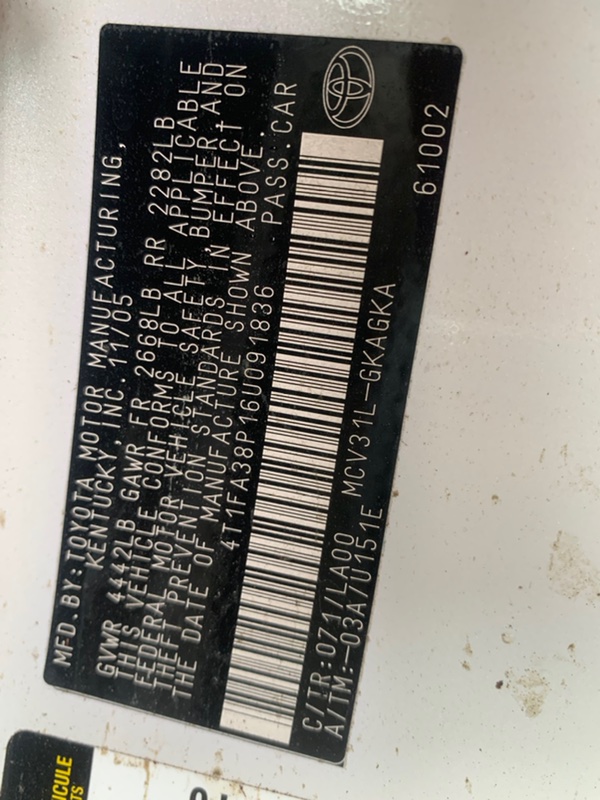 MFD.BY:TOYOTA MOTOR MANUFACTURING,
KENTUCKY, INC. 11/05
GVWR 4442LB GAWR FR 2668LB RR 2282LB
THIS VEHICLE CONFORMS TO ALL APPLICABLE
FEDERAL MOTOR VEHICLE SAFETY, BUMPER, AND
THEFT PREVENTION STANDARDS IN EFFECT ON
THE DATE OF MANUFACTURE SHOWN ABOVE.
4T1FA38P16U091836 PASS.CAR
C/TR:071/LA00
A/TM:-03A/U151E MCV31L-GKAGKA
61002